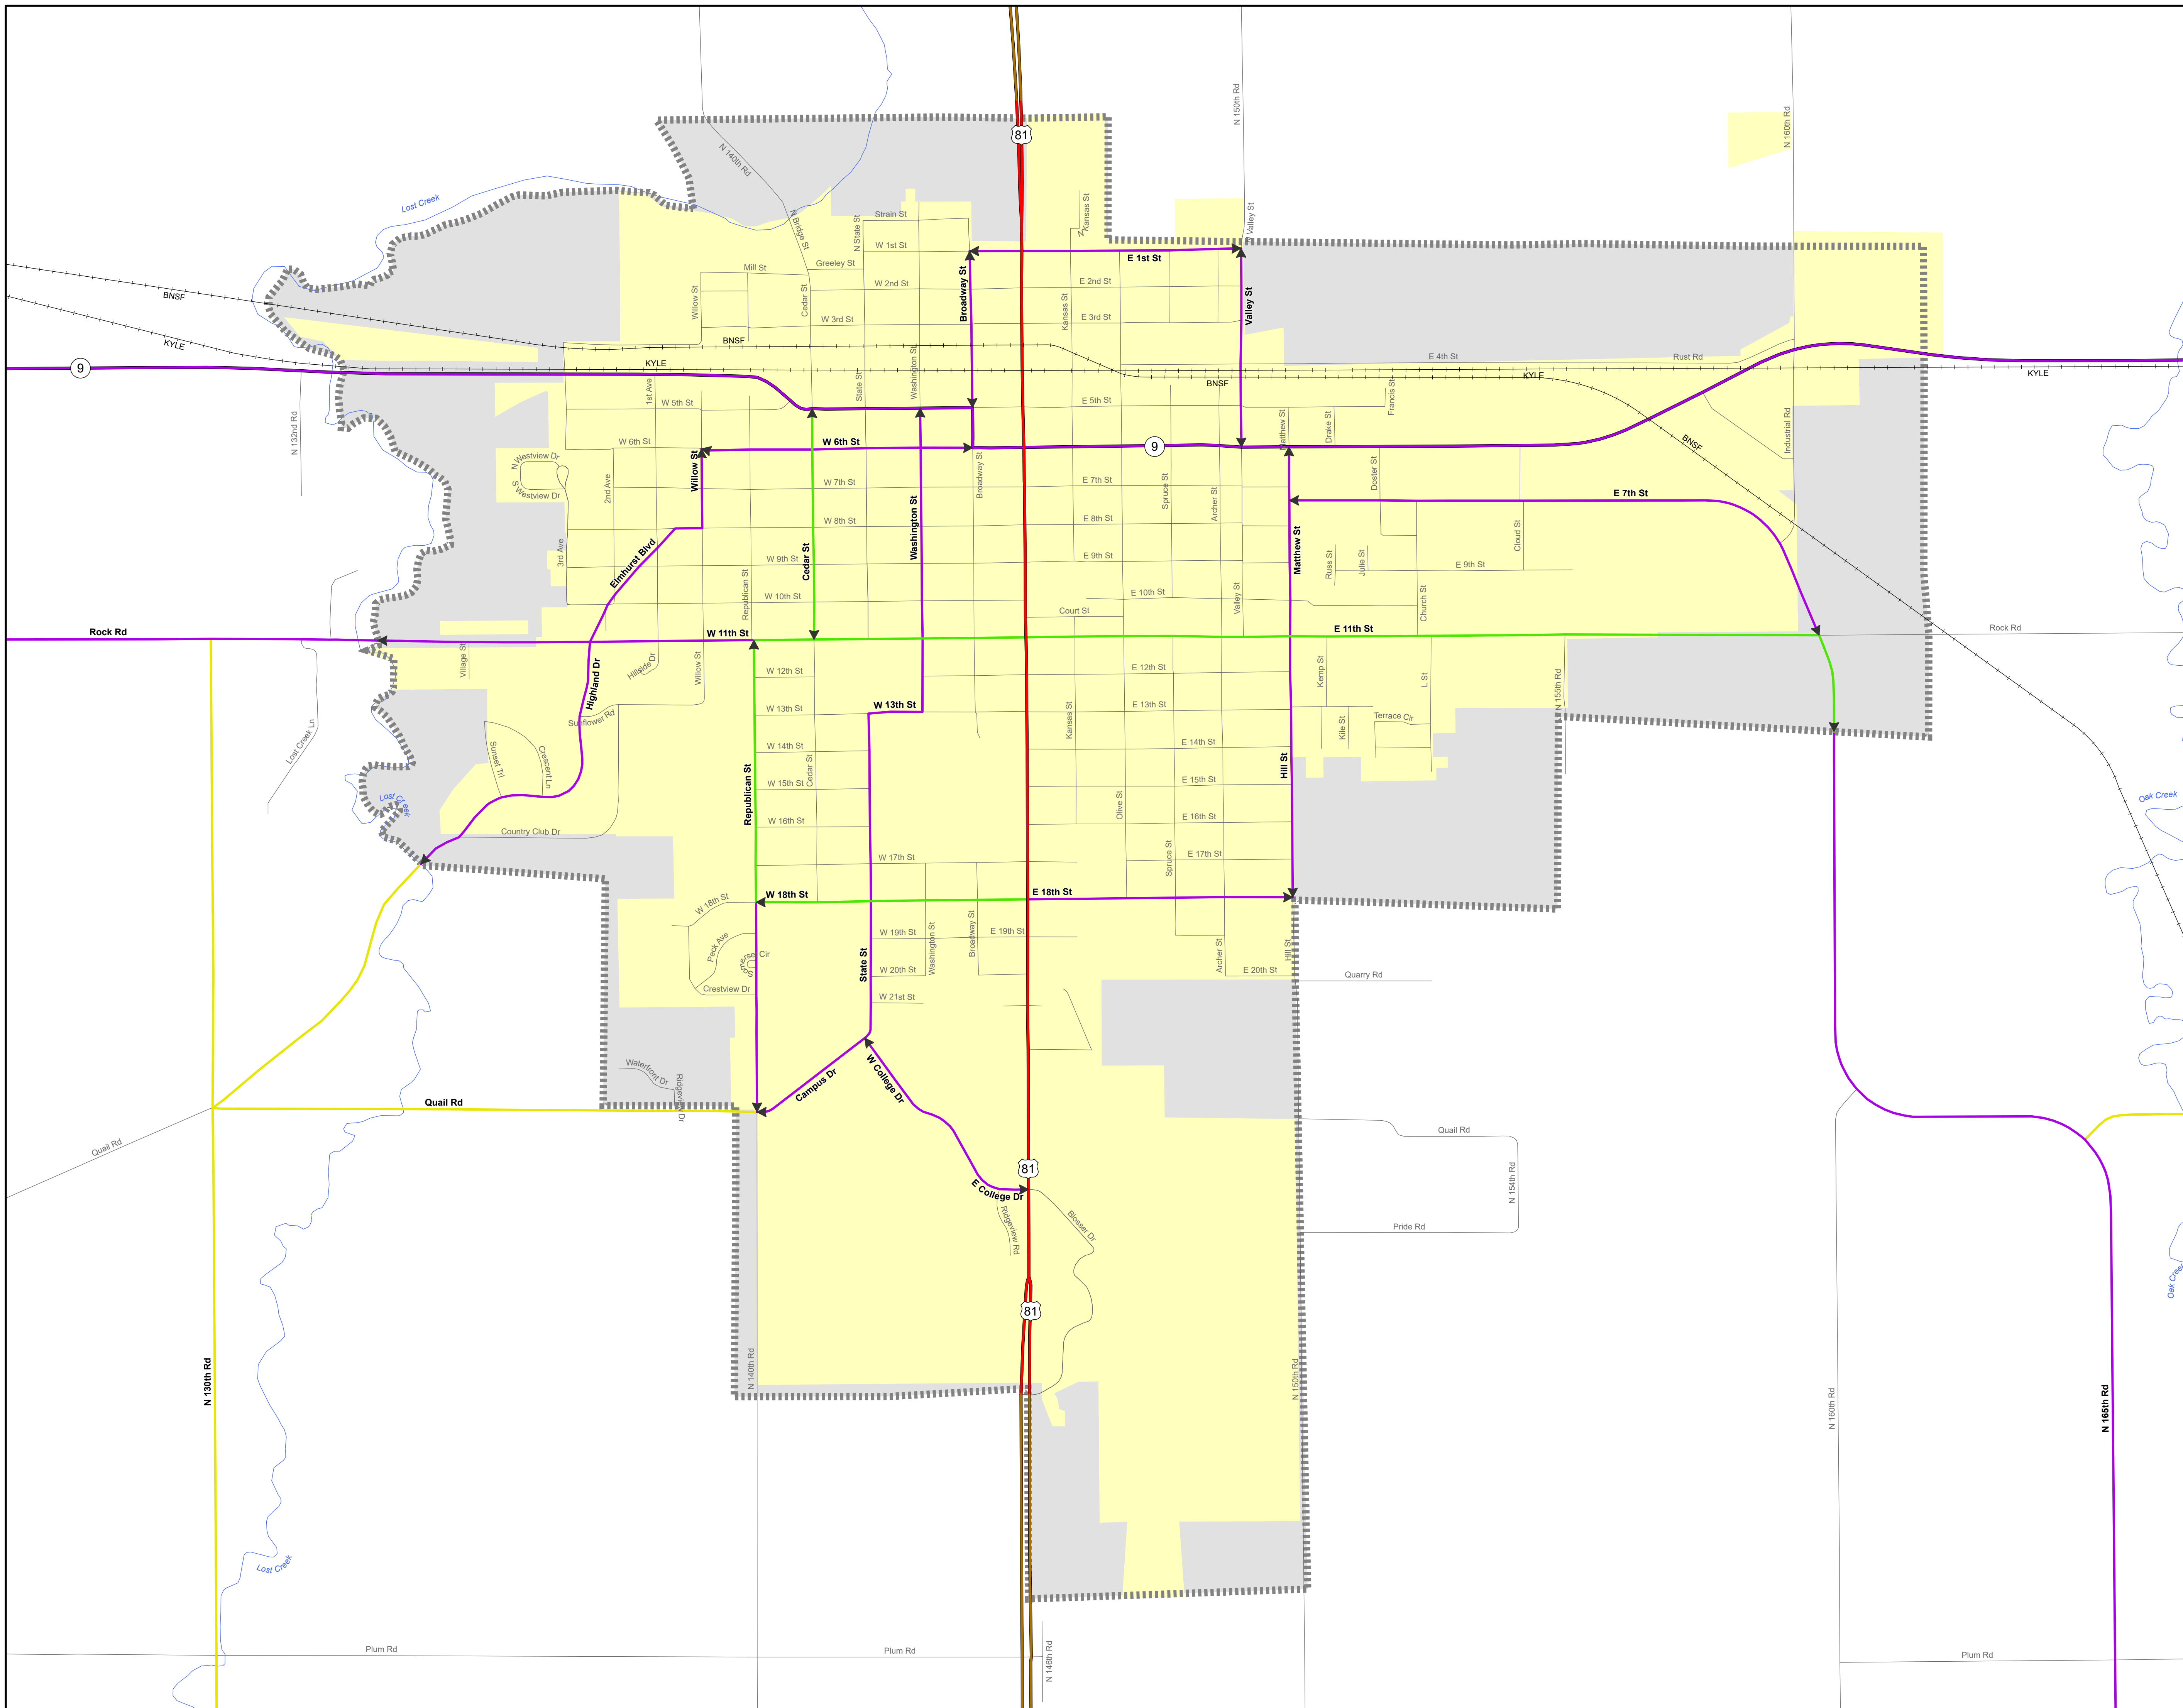 N 150th Rd
N 160th Rd
81
N 140th Rd
Lost Creek
N Bridge St
N State St
Strain St
N Kansas St
Valley St
W 1st St
E 1st St
Greeley St
Mill St
Willow St
Cedar St
W 2nd St
Broadway St
E 2nd St
Kansas St
Valley St
BNSF
W 3rd St
E 3rd St
KYLE
BNSF
KYLE
Washington St
E 4th St
Rust Rd
9
BNSF
KYLE
KYLE
1st Ave
State St
W 5th St
E 5th St
Francis St
N 132nd Rd
W 6th St
W 6th St
9
Matthew St
Drake St
Industrial Rd
BNSF
N Westview Dr
S Westview Dr
2nd Ave
Willow St
W 7th St
Broadway St
E 7th St
Spruce St
Archer St
Doster St
E 7th St
W 8th St
Washington St
E 8th St
3rd Ave
Elmhurst Blvd
W 9th St
Cedar St
E 9th St
Matthew St
Russ St
Julie St
E 9th St
Cloud St
Republican St
W 10th St
Court St
E 10th St
Valley St
Church St
Rock Rd
W 11th St
E 11th St
Rock Rd
Village St
Highland Dr
Hillside Dr
Willow St
W 12th St
E 12th St
Kemp St
L St
N 155th Rd
Sunflower Rd
W 13th St
W 13th St
Kansas St
E 13th St
Kile St
Terrace Cir
Lost Creek Ln
Sunset Trl
Crescent Ln
W 14th St
E 14th St
Cedar St
Republican St
W 15th St
E 15th St
Hill St
Lost Creek
Oak Creek
Olive St
Country Club Dr
W 16th St
E 16th St
W 17th St
Spruce St
E 17th St
W 18th St
W 18th St
E 18th St
Peck Ave
State St
W 19th St
Washington St
Broadway St
E 19th St
Archer St
Hill St
W 20th St
E 20th St
Quarry Rd
Crestview Dr
W 21st St
Waterfront Dr
Ridgeview Dr
Campus Dr
W College Dr
Quail Rd
Quail Rd
Quail Rd
81
E College Dr
Ridgeview Rd
Blosser Dr
N 154th Rd
Pride Rd
Oak Creek
81
N 130th Rd
N 140th Rd
N 150th Rd
N 160th Rd
N 165th Rd
Lost Creek
Plum Rd
Plum Rd
N 146th Rd
Plum Rd